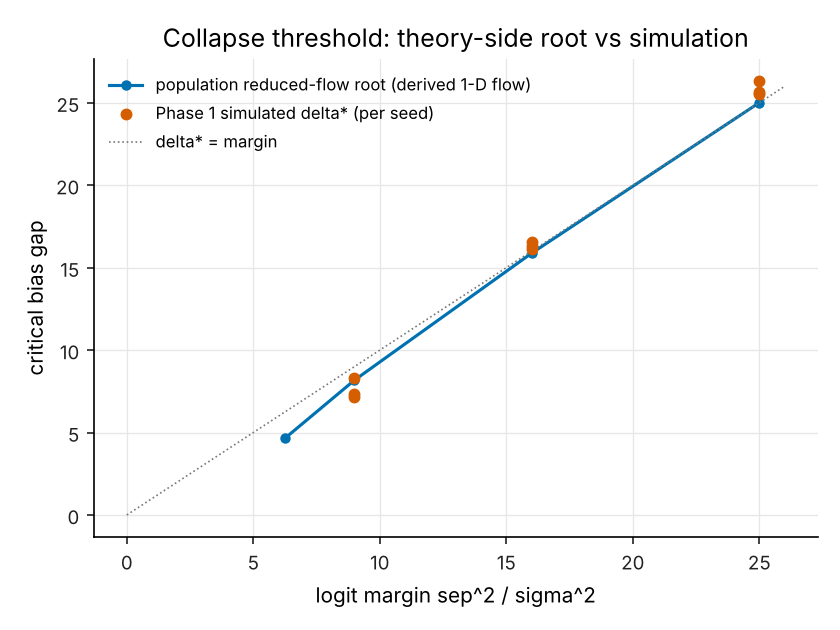 Collapse threshold: theory-side root vs simulation
population reduced-flow root (derived 1-D flow)
Phase 1 simulated delta* (per seed)
delta* = margin
critical bias gap
25
20
15
10
5
0
0 5 10 15 20 25
logit margin sep^2 / sigma^2